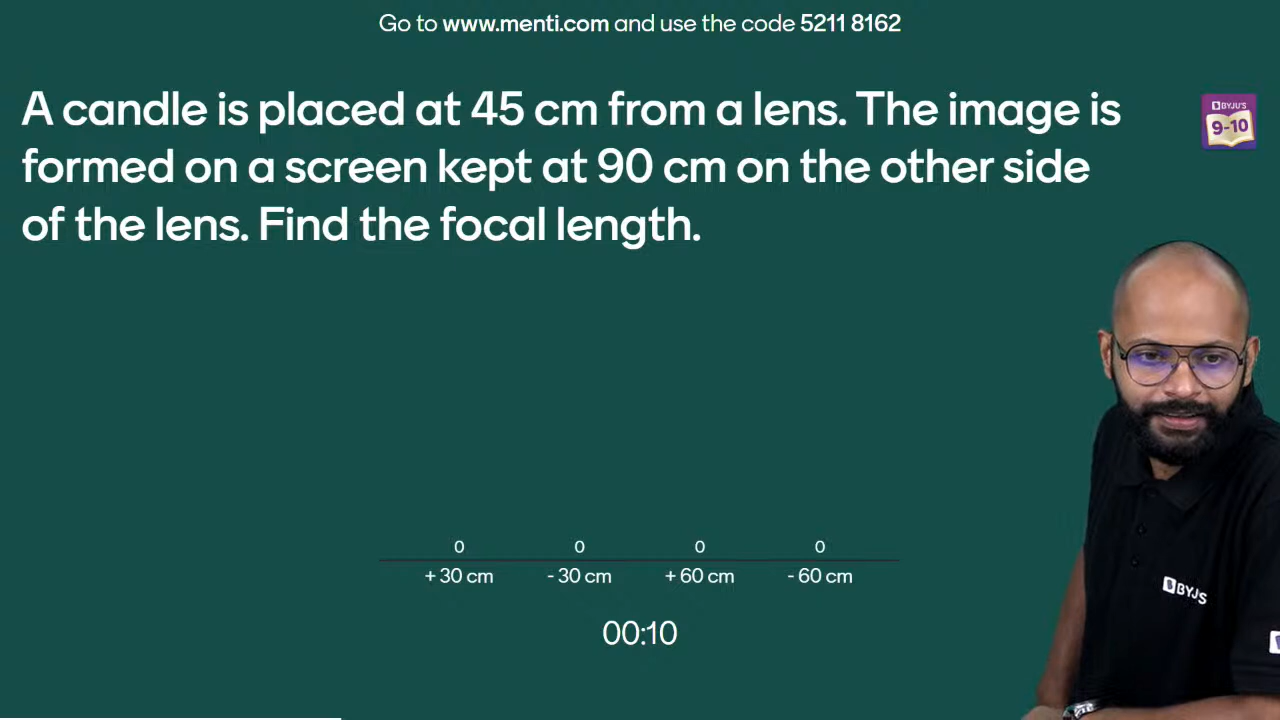 Go to www.menti.com and use the code 5211 8162
A candle is placed at 45 cm from a lens. The image is
formed on a screen kept at 90 cm on the other side
of the lens. Find the focal length.
BYJU'S
9-10
0 0 0 0
+ 30 cm - 30 cm + 60 cm - 60 cm
00:10
BYJU'S